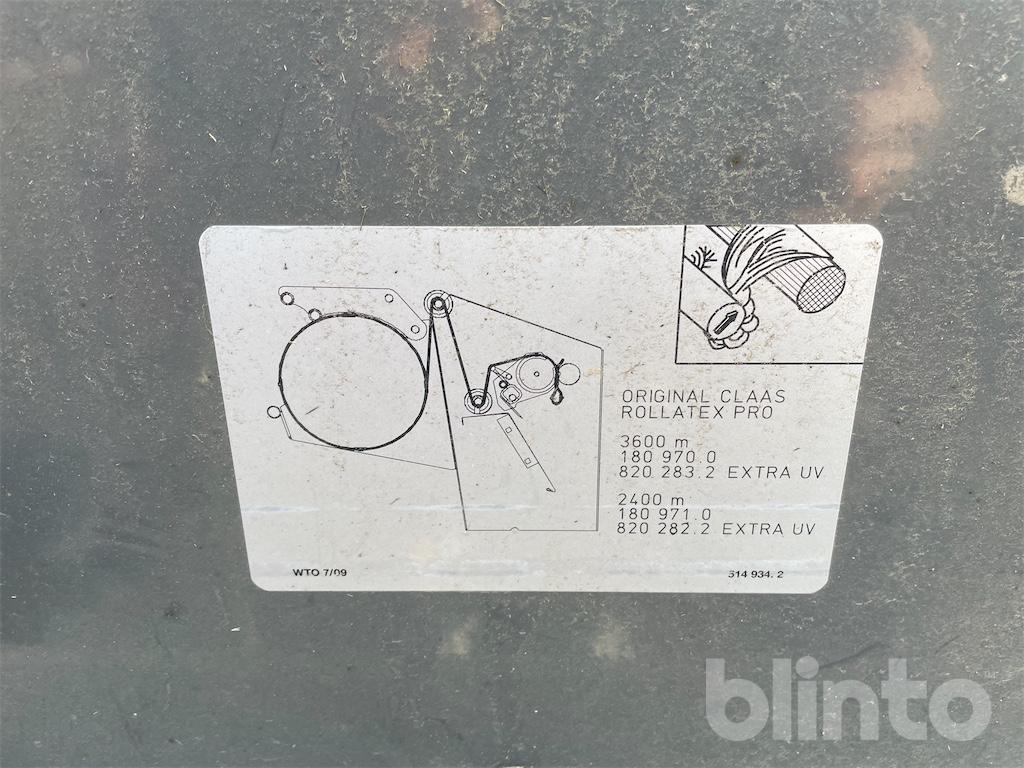 ORIGINAL CLAAS
ROLLATEX PRO
3600 m
180 970.0
820 283.2 EXTRA UV
2400 m
180 971.0
820 282.2 EXTRA UV
WTO 7/09
514 934. 2
blinto